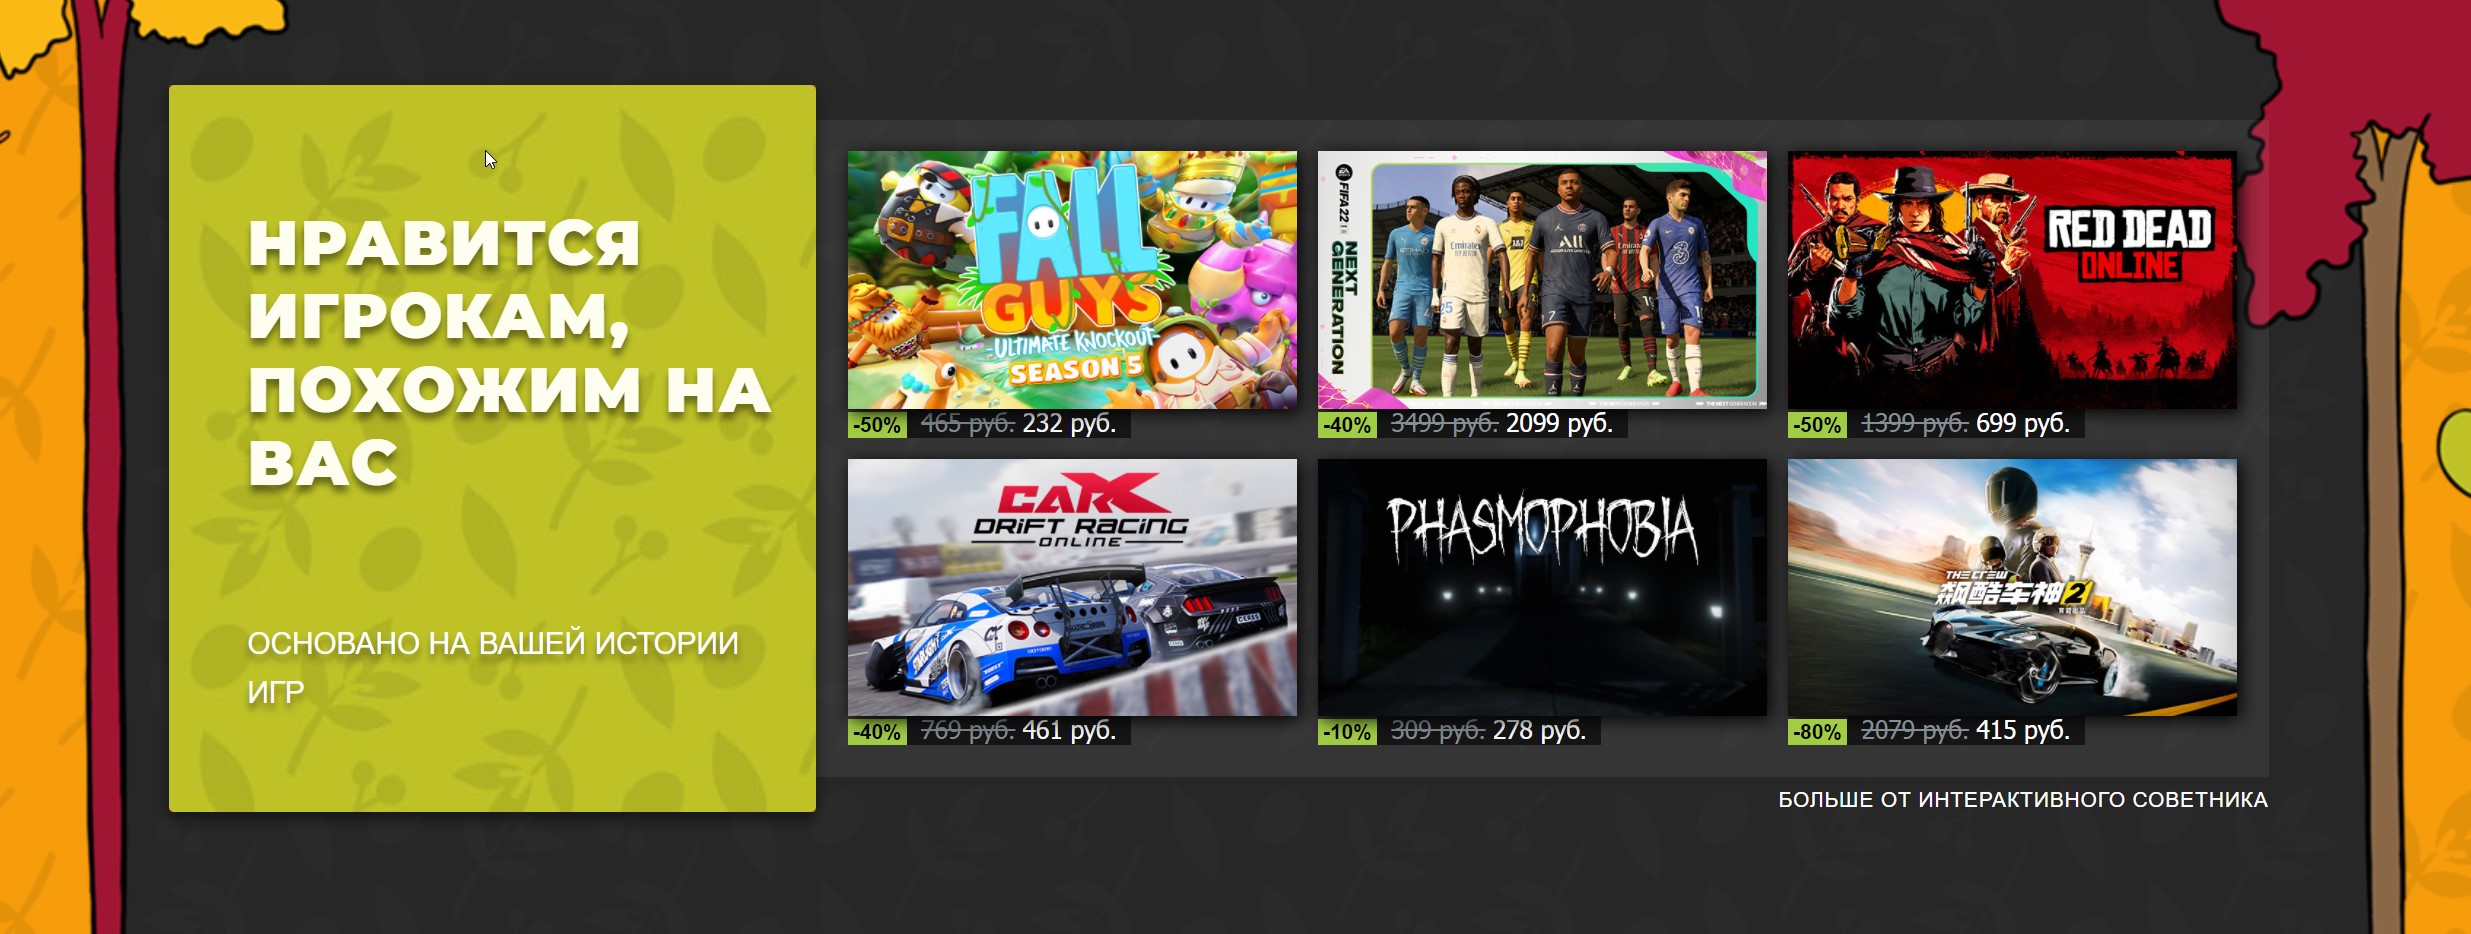 НРАВИТСЯ
ИГРОКАМ,
ПОХОЖИМ НА
ВАС
ОСНОВАНО НА ВАШЕЙ ИСТОРИИ
ИГР
FALL
GUYS
-ULTIMATE KNOCKOUT-
SEASON 5
-50% 465 руб. 232 руб.
FIFA 22
NEXT
GENERATION
Emirates
FLY BETTER
-40% 3499 руб. 2099 руб.
RED DEAD
ONLINE
-50% 1399 руб. 699 руб.
CARX
DRIFT RACING
ONLINE
-40% 769 руб. 461 руб.
PHASMOPHOBIA
-10% 309 руб. 278 руб.
THE CREW
飙酷车神2
-80% 2079 руб. 415 руб.
БОЛЬШЕ ОТ ИНТЕРАКТИВНОГО СОВЕТНИКА